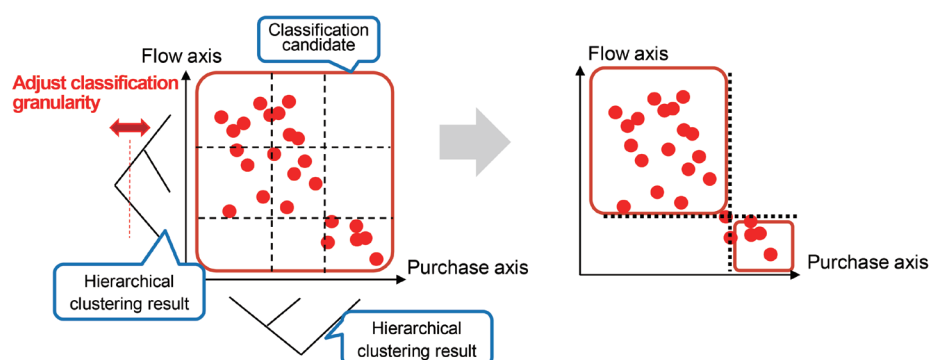 Classification
candidate
Flow axis
Adjust classification
granularity
Purchase axis
Hierarchical
clustering result
Hierarchical
clustering result
Flow axis
Purchase axis